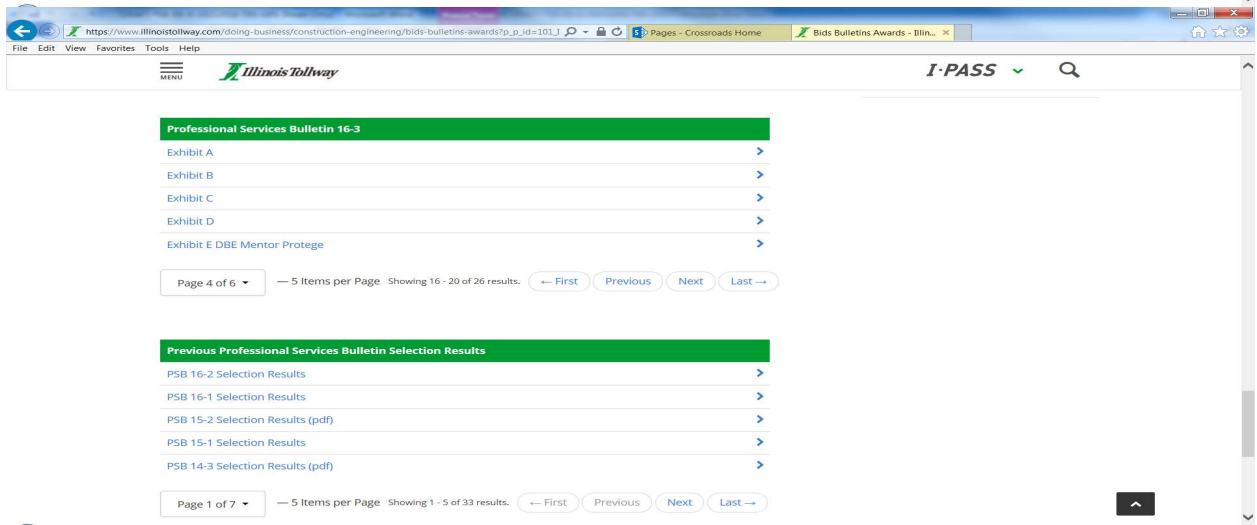 https://www.illinoistollway.com/doing-business/construction-engineering/bids-bulletins-awards?p_p_id=101_I
Pages - Crossroads Home
Bids Bulletins Awards - Illin...
File Edit View Favorites Tools Help
MENU
Illinois Tollway
I·PASS
Professional Services Bulletin 16-3
Exhibit A
Exhibit B
Exhibit C
Exhibit D
Exhibit E DBE Mentor Protege
Page 4 of 6 — 5 Items per Page Showing 16 - 20 of 26 results. ← First Previous Next Last →
Previous Professional Services Bulletin Selection Results
PSB 16-2 Selection Results
PSB 16-1 Selection Results
PSB 15-2 Selection Results (pdf)
PSB 15-1 Selection Results
PSB 14-3 Selection Results (pdf)
Page 1 of 7 — 5 Items per Page Showing 1 - 5 of 33 results. ← First Previous Next Last →